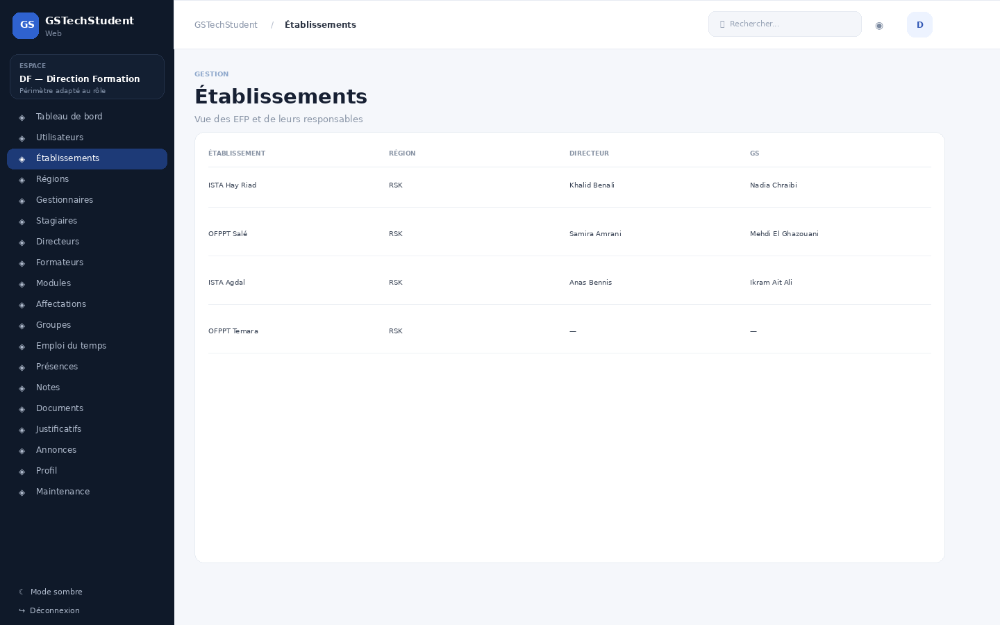 GS
GSTechStudent
Web
ESPACE
DF — Direction Formation
Périmètre adapté au rôle
Tableau de bord
Utilisateurs
Établissements
Régions
Gestionnaires
Stagiaires
Directeurs
Formateurs
Modules
Affectations
Groupes
Emploi du temps
Présences
Notes
Documents
Justificatifs
Annonces
Profil
Maintenance
Mode sombre
Déconnexion
GSTechStudent / Établissements
Rechercher...
D
GESTION
Établissements
Vue des EFP et de leurs responsables
ÉTABLISSEMENT RÉGION DIRECTEUR GS
ISTA Hay Riad RSK Khalid Benali Nadia Chraibi
OFPPT Salé RSK Samira Amrani Mehdi El Ghazouani
ISTA Agdal RSK Anas Bennis Ikram Ait Ali
OFPPT Temara RSK — —